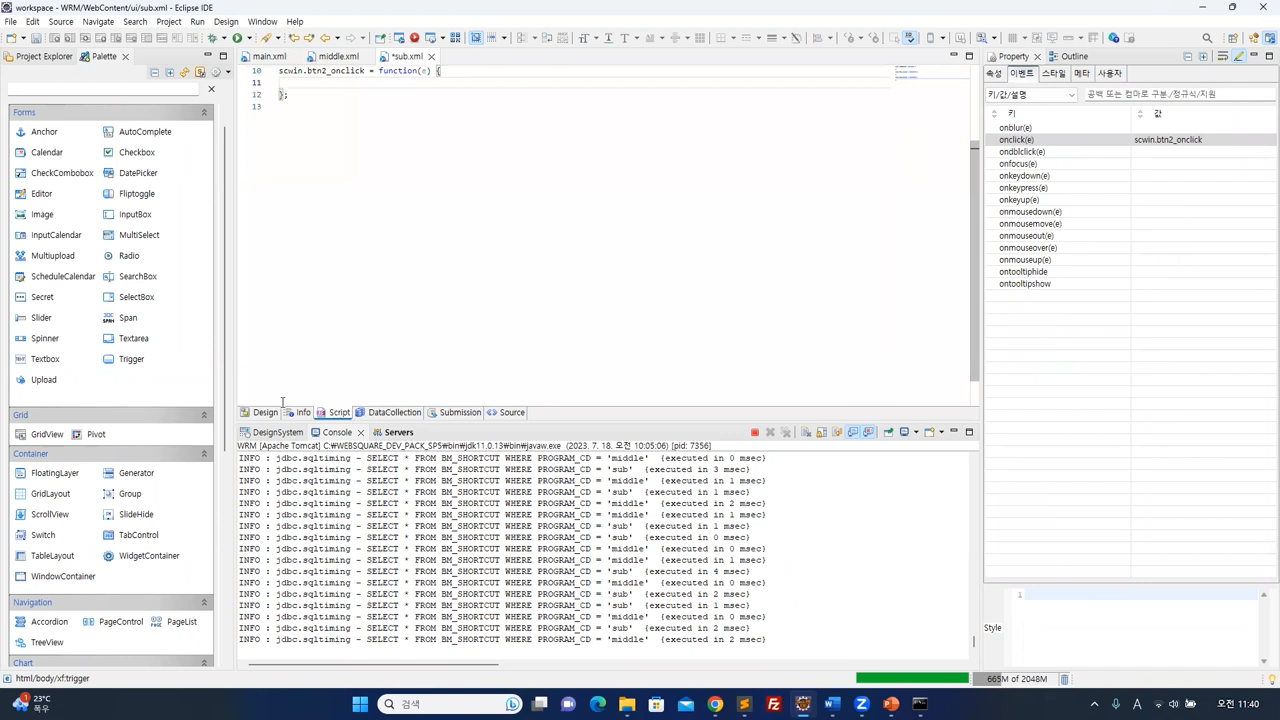 workspace - WRM/WebContent/ui/sub.xml - Eclipse IDE
File Edit Navigate Search Project Run Design Window Help
Project Explorer Palette
main.xml middle.xml *sub.xml
Property Outline
속성 이벤트 스타일 메타 사용자
키/값/설명 공백 또는 컴마로 구분./정규식/지원
키 값
onblur(e)
onclick(e) scwin.btn2_onclick
ondblclick(e)
onfocus(e)
onkeydown(e)
onkeypress(e)
onkeyup(e)
onmousedown(e)
onmousemove(e)
onmouseout(e)
onmouseover(e)
onmouseup(e)
ontooltiphide
ontooltipshow
1
Style
10 scwin.btn2_onclick = function(e) {
11
12 };
13
Forms
Anchor AutoComplete
Calendar Checkbox
CheckCombobox DatePicker
Editor Fliptoggle
Image InputBox
InputCalendar MultiSelect
Multiupload Radio
ScheduleCalendar SearchBox
Secret SelectBox
Slider Span
Spinner Textarea
Textbox Trigger
Upload
Grid
GridView Pivot
Container
FloatingLayer Generator
GridLayout Group
ScrollView SlideHide
Switch TabControl
TableLayout WidgetContainer
WindowContainer
Navigation
Accordion PageControl PageList
TreeView
Chart
Design Info Script DataCollection Submission Source
DesignSystem Console Servers
WRM [Apache Tomcat] C:₩WEBSQUARE_DEV_PACK_SP5₩bin₩jdk11.0.13₩bin₩javaw.exe (2023. 7. 18. 오전 10:05:06) [pid: 7356]
INFO : jdbc.sqltiming - SELECT * FROM BM_SHORTCUT WHERE PROGRAM_CD = 'middle' {executed in 0 msec}
INFO : jdbc.sqltiming - SELECT * FROM BM_SHORTCUT WHERE PROGRAM_CD = 'sub' {executed in 3 msec}
INFO : jdbc.sqltiming - SELECT * FROM BM_SHORTCUT WHERE PROGRAM_CD = 'middle' {executed in 1 msec}
INFO : jdbc.sqltiming - SELECT * FROM BM_SHORTCUT WHERE PROGRAM_CD = 'sub' {executed in 1 msec}
INFO : jdbc.sqltiming - SELECT * FROM BM_SHORTCUT WHERE PROGRAM_CD = 'middle' {executed in 2 msec}
INFO : jdbc.sqltiming - SELECT * FROM BM_SHORTCUT WHERE PROGRAM_CD = 'sub' {executed in 1 msec}
INFO : jdbc.sqltiming - SELECT * FROM BM_SHORTCUT WHERE PROGRAM_CD = 'sub' {executed in 0 msec}
INFO : jdbc.sqltiming - SELECT * FROM BM_SHORTCUT WHERE PROGRAM_CD = 'middle' {executed in 0 msec}
INFO : jdbc.sqltiming - SELECT * FROM BM_SHORTCUT WHERE PROGRAM_CD = 'middle' {executed in 1 msec}
INFO : jdbc.sqltiming - SELECT * FROM BM_SHORTCUT WHERE PROGRAM_CD = 'sub' {executed in 4 msec}
INFO : jdbc.sqltiming - SELECT * FROM BM_SHORTCUT WHERE PROGRAM_CD = 'middle' {executed in 0 msec}
INFO : jdbc.sqltiming - SELECT * FROM BM_SHORTCUT WHERE PROGRAM_CD = 'sub' {executed in 2 msec}
INFO : jdbc.sqltiming - SELECT * FROM BM_SHORTCUT WHERE PROGRAM_CD = 'sub' {executed in 1 msec}
INFO : jdbc.sqltiming - SELECT * FROM BM_SHORTCUT WHERE PROGRAM_CD = 'middle' {executed in 0 msec}
INFO : jdbc.sqltiming - SELECT * FROM BM_SHORTCUT WHERE PROGRAM_CD = 'sub' {executed in 2 msec}
INFO : jdbc.sqltiming - SELECT * FROM BM_SHORTCUT WHERE PROGRAM_CD = 'middle' {executed in 2 msec}
html/body/xf:trigger
665M of 2048M
23°C
폭우
검색
A
오전 11:40